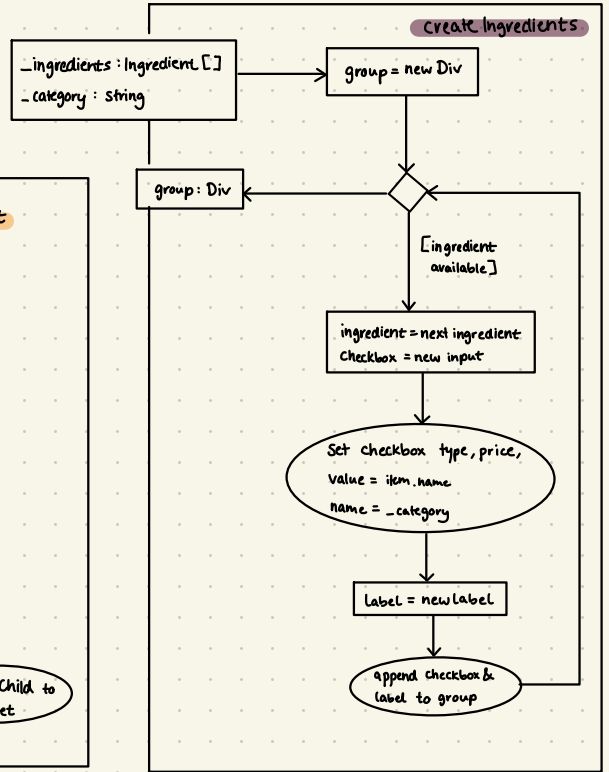 create Ingredients
_ingredients : Ingredient []
_category : string
group = new Div
group : Div
[ingredient
available]
ingredient = next ingredient
checkbox = new input
Set checkbox type, price,
value = item.name
name = _category
label = new label
append checkbox &
label to group
t
Child to
et